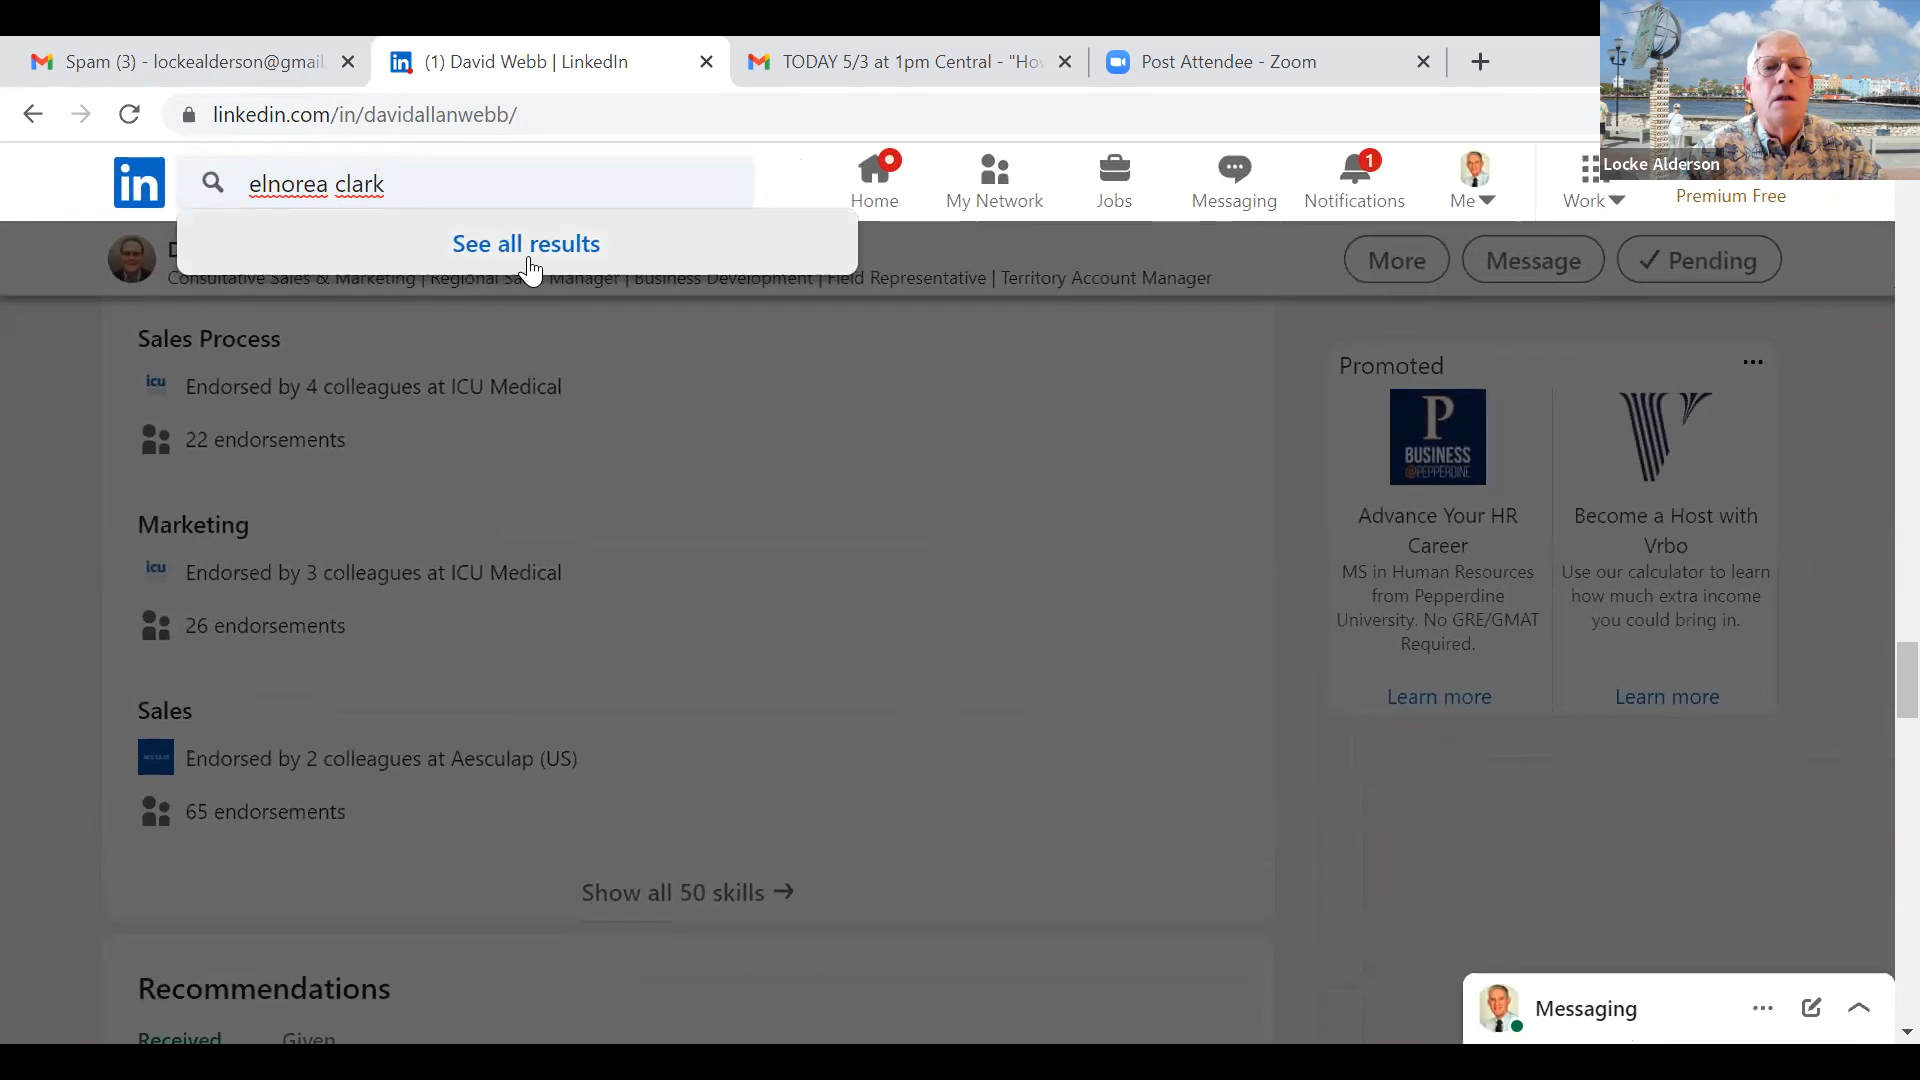 Spam (3) - lockealderson@gmail.
(1) David Webb | LinkedIn
TODAY 5/3 at 1pm Central - "Ho
Post Attendee - Zoom
linkedin.com/in/davidallanwebb/
Locke Alderson
in
elnorea clark
Home
My Network
Jobs
Messaging
1
Notifications
Me
Work
Premium Free
See all results
D
Consultative Sales & Marketing | Regional Sales Manager | Business Development | Field Representative | Territory Account Manager
More
Message
Pending
Sales Process
icu
Endorsed by 4 colleagues at ICU Medical
22 endorsements
Marketing
icu
Endorsed by 3 colleagues at ICU Medical
26 endorsements
Sales
Endorsed by 2 colleagues at Aesculap (US)
65 endorsements
Show all 50 skills →
Recommendations
Received
Given
Promoted
P
BUSINESS
@PEPPERDINE
Advance Your HR
Career
MS in Human Resources
from Pepperdine
University. No GRE/GMAT
Required.
Learn more
Become a Host with
Vrbo
Use our calculator to learn
how much extra income
you could bring in.
Learn more
Messaging